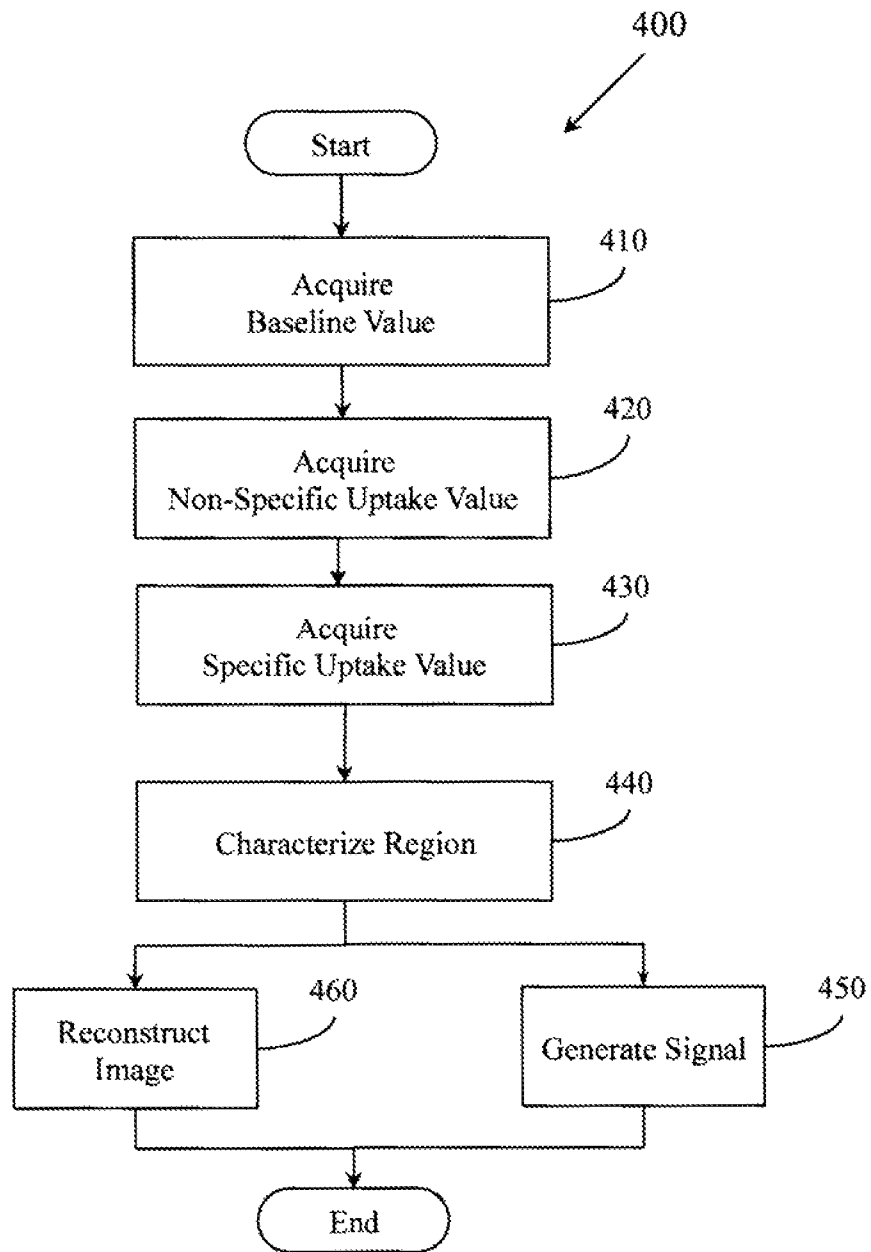 400
Start
410
Acquire
Baseline Value
420
Acquire
Non-Specific Uptake Value
430
Acquire
Specific Uptake Value
440
Characterize Region
460
Reconstruct
Image
450
Generate Signal
End